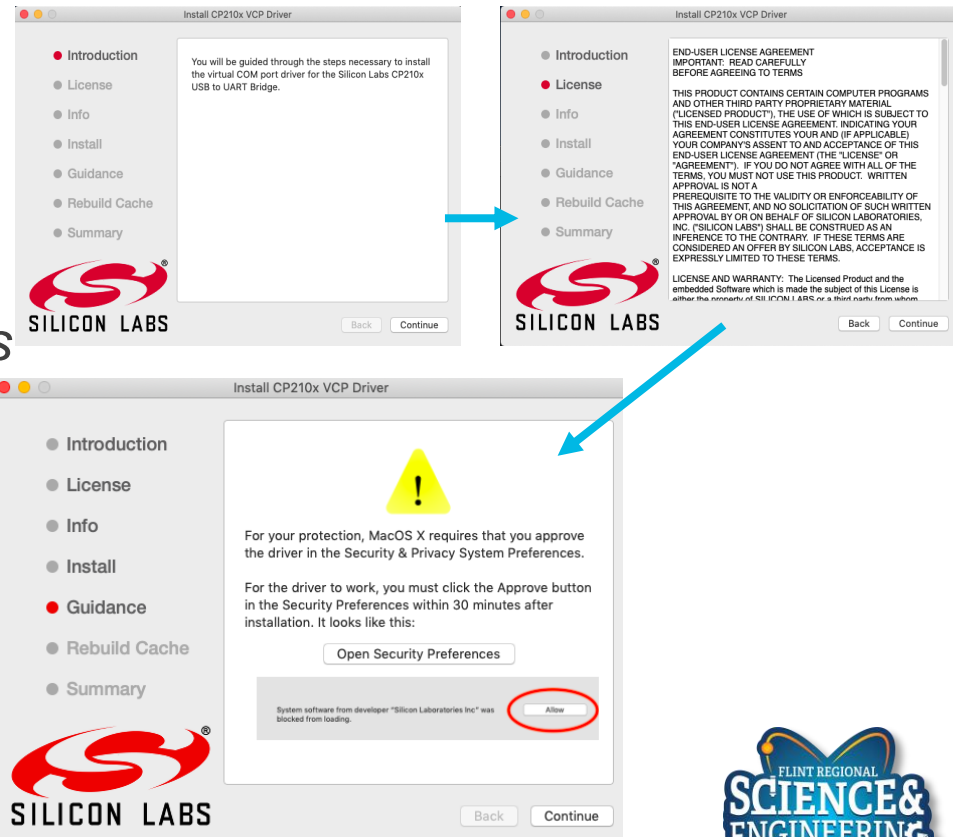 Install CP210x VCP Driver
Introduction
License
Info
Install
Guidance
Rebuild Cache
Summary
You will be guided through the steps necessary to install
the virtual COM port driver for the Silicon Labs CP210x
USB to UART Bridge.
®
SILICON LABS
Back
Continue
Install CP210x VCP Driver
Introduction
License
Info
Install
Guidance
Rebuild Cache
Summary
END-USER LICENSE AGREEMENT
IMPORTANT: READ CAREFULLY
BEFORE AGREEING TO TERMS
THIS PRODUCT CONTAINS CERTAIN COMPUTER PROGRAMS
AND OTHER THIRD PARTY PROPRIETARY MATERIAL
("LICENSED PRODUCT"), THE USE OF WHICH IS SUBJECT TO
THIS END-USER LICENSE AGREEMENT. INDICATING YOUR
AGREEMENT CONSTITUTES YOUR AND (IF APPLICABLE)
YOUR COMPANY'S ASSENT TO AND ACCEPTANCE OF THIS
END-USER LICENSE AGREEMENT (THE "LICENSE" OR
"AGREEMENT"). IF YOU DO NOT AGREE WITH ALL OF THE
TERMS, YOU MUST NOT USE THIS PRODUCT. WRITTEN
APPROVAL IS NOT A
PREREQUISITE TO THE VALIDITY OR ENFORCEABILITY OF
THIS AGREEMENT, AND NO SOLICITATION OF SUCH WRITTEN
APPROVAL BY OR ON BEHALF OF SILICON LABORATORIES,
INC. ("SILICON LABS") SHALL BE CONSTRUED AS AN
INFERENCE TO THE CONTRARY. IF THESE TERMS ARE
CONSIDERED AN OFFER BY SILICON LABS, ACCEPTANCE IS
EXPRESSLY LIMITED TO THESE TERMS.
LICENSE AND WARRANTY: The Licensed Product and the
embedded Software which is made the subject of this License is
either the property of SILICON LABS or a third party from whom
®
SILICON LABS
Back
Continue
s
Install CP210x VCP Driver
Introduction
License
Info
Install
Guidance
Rebuild Cache
Summary
!
For your protection, MacOS X requires that you approve
the driver in the Security & Privacy System Preferences.
For the driver to work, you must click the Approve button
in the Security Preferences within 30 minutes after
installation. It looks like this:
Open Security Preferences
System software from developer "Silicon Laboratories Inc" was
blocked from loading.
Allow
®
SILICON LABS
Back
Continue
FLINT REGIONAL
SCIENCE&
ENGINEERING